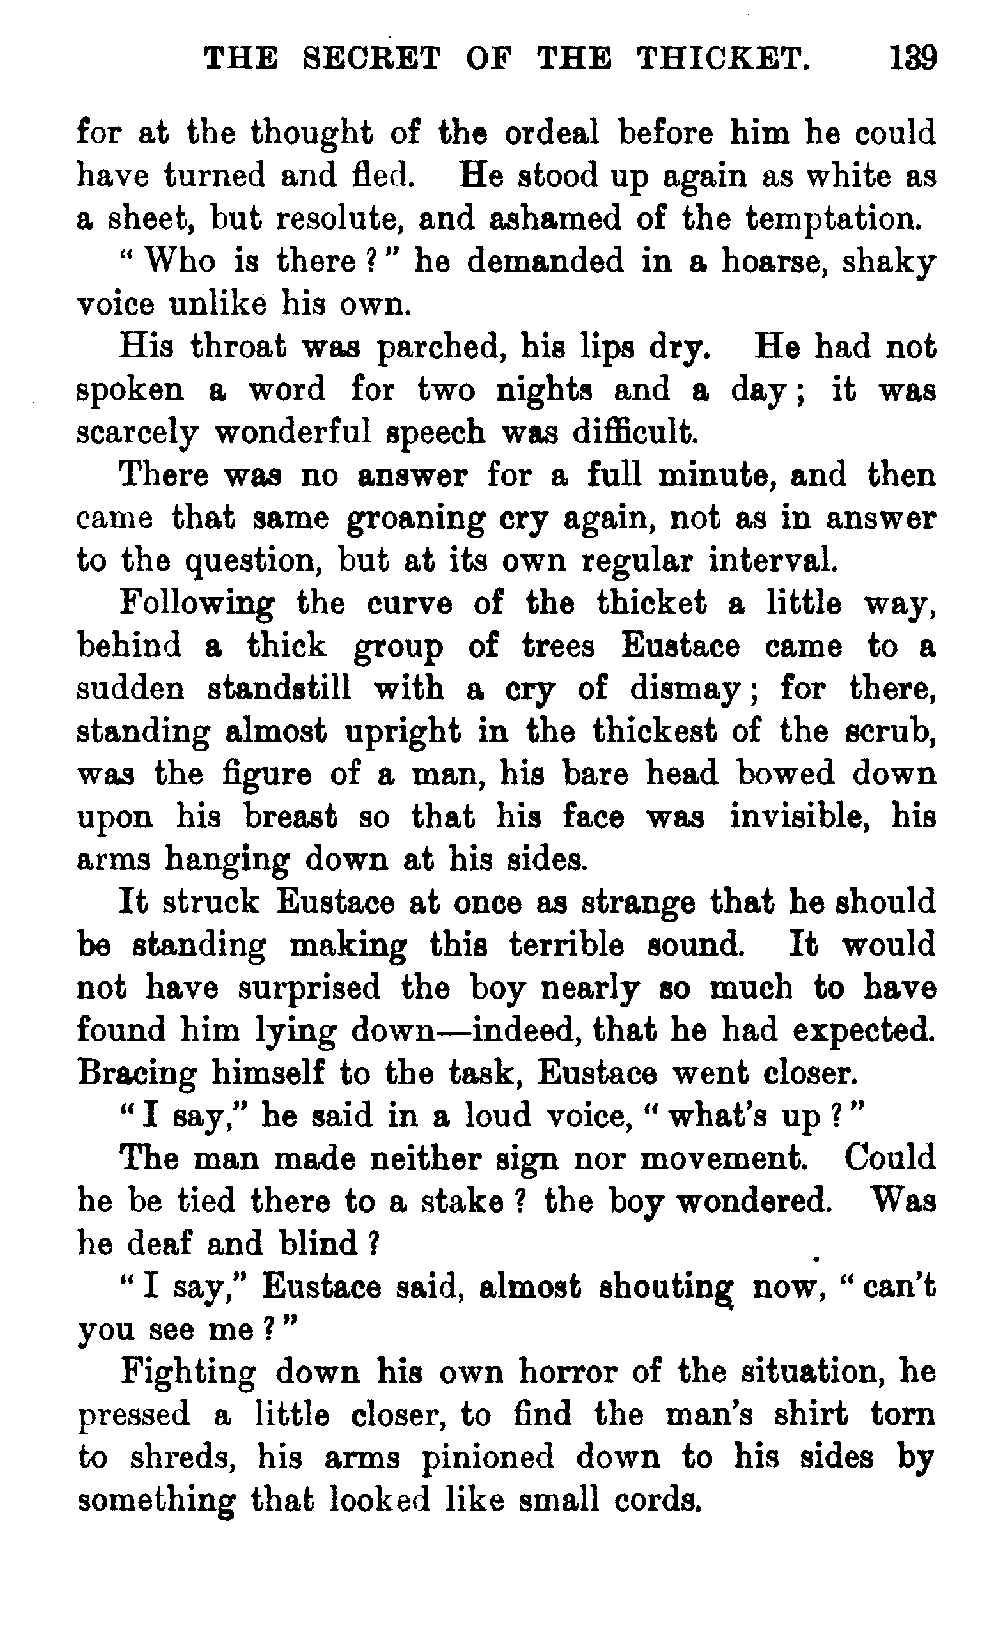 THE SECRET OF THE THICKET. 139
for at the thought of the ordeal before him he could
have turned and fled. He stood up again as white as
a sheet, but resolute, and ashamed of the temptation.
“ Who is there ? ” he demanded in a hoarse, shaky
voice unlike his own.
His throat was parched, his lips dry. He had not
spoken a word for two nights and a day ; it was
scarcely wonderful speech was difficult.
There was no answer for a full minute, and then
came that same groaning cry again, not as in answer
to the question, but at its own regular interval.
Following the curve of the thicket a little way,
behind a thick group of trees Eustace came to a
sudden standstill with a cry of dismay ; for there,
standing almost upright in the thickest of the scrub,
was the figure of a man, his bare head bowed down
upon his breast so that his face was invisible, his
arms hanging down at his sides.
It struck Eustace at once as strange that he should
be standing making this terrible sound. It would
not have surprised the boy nearly so much to have
found him lying down—indeed, that he had expected.
Bracing himself to the task, Eustace went closer.
“ I say,” he said in a loud voice, “ what’s up ? ”
The man made neither sign nor movement. Could
he be tied there to a stake ? the boy wondered. Was
he deaf and blind ?
“ I say,” Eustace said, almost shouting now, “ can’t
you see me ? ”
Fighting down his own horror of the situation, he
pressed a little closer, to find the man’s shirt torn
to shreds, his arms pinioned down to his sides by
something that looked like small cords.